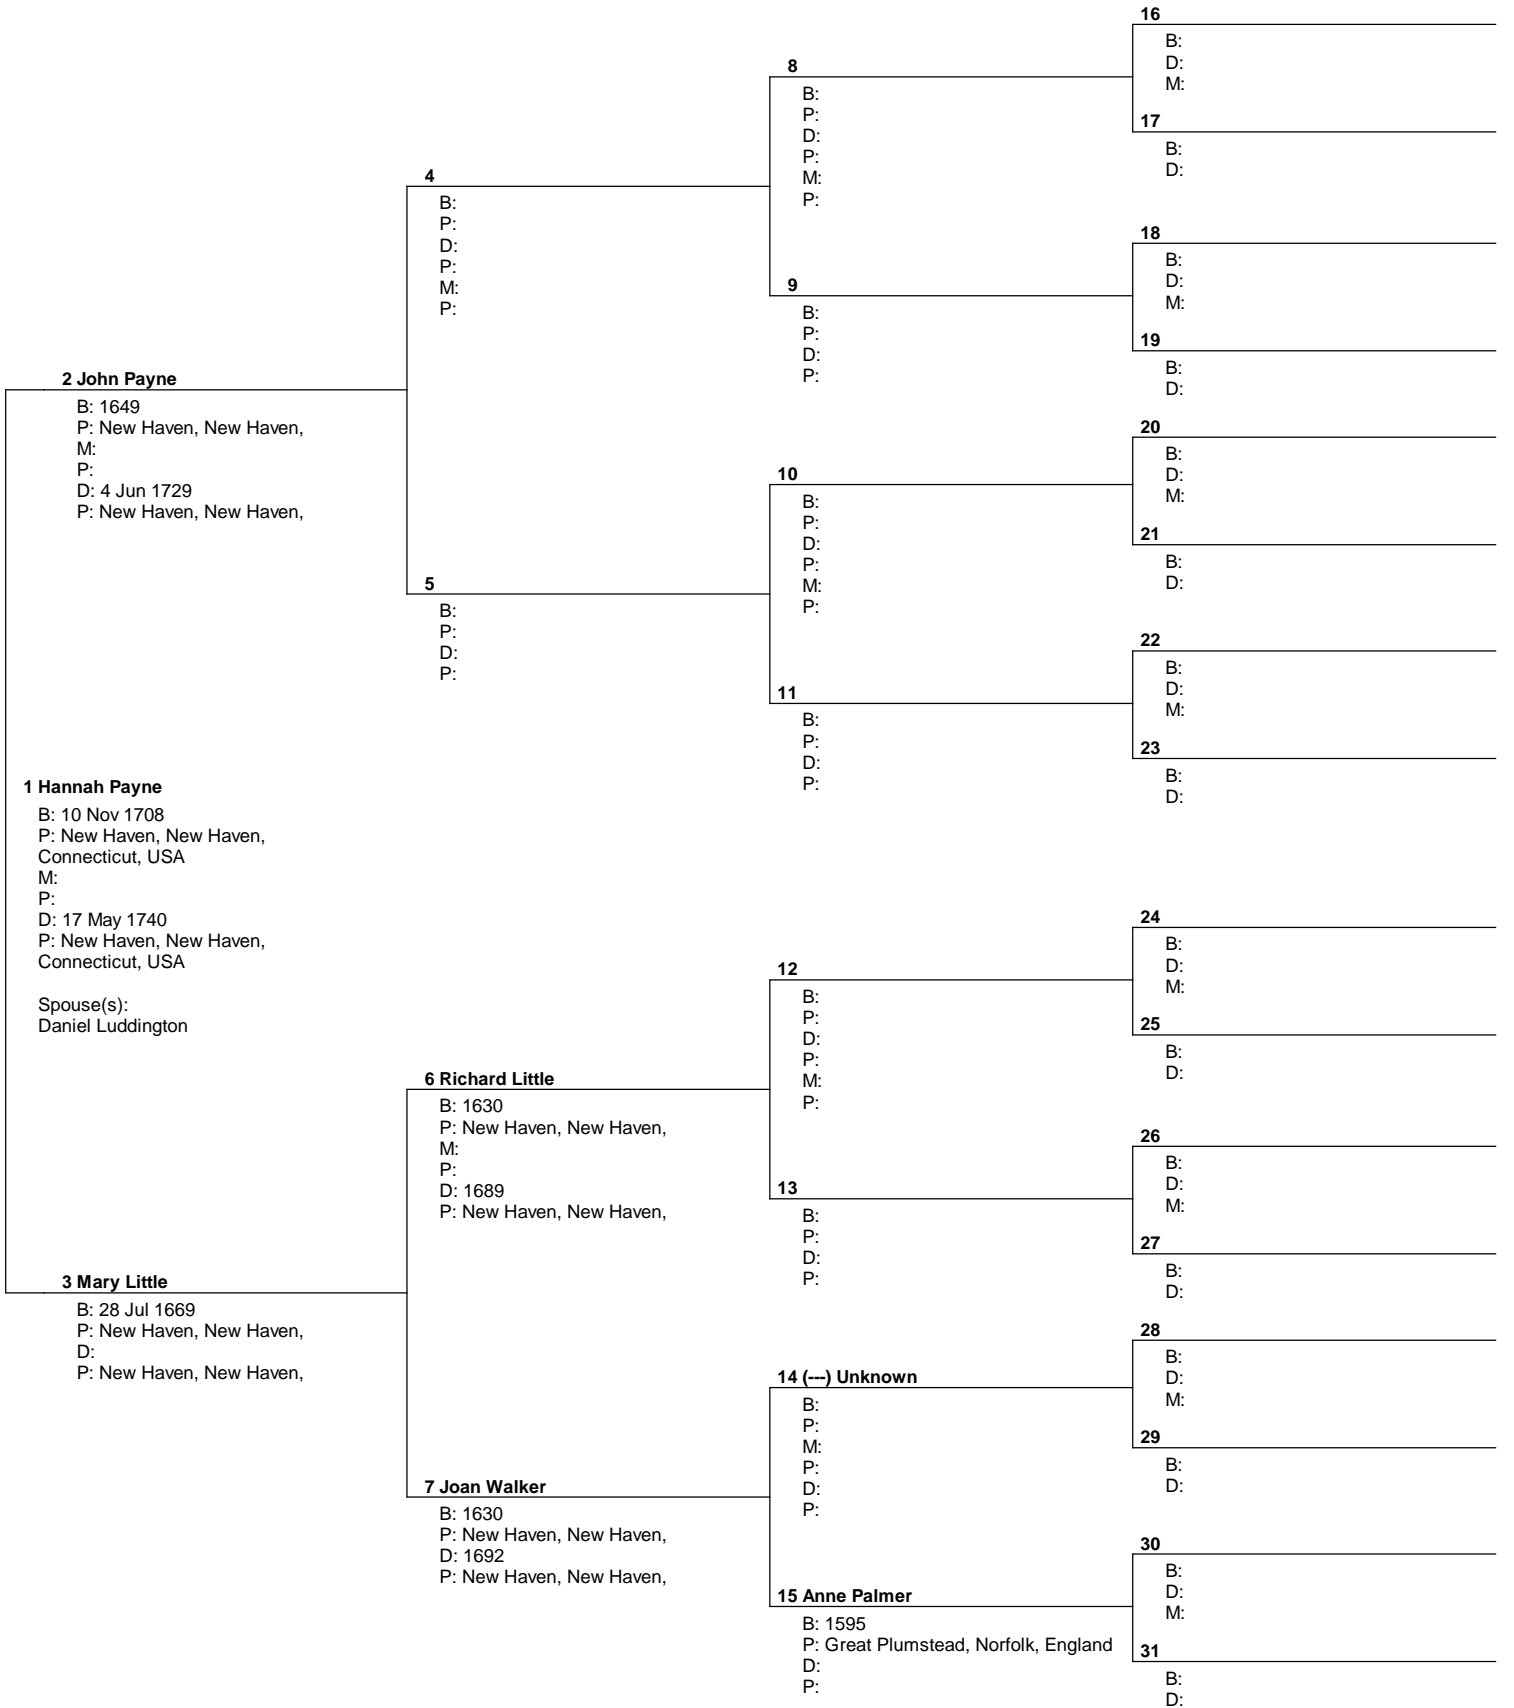 16
B:
D:
M:
8
B:
P:
D:
P:
M:
P:
17
B:
D:
4
B:
P:
D:
P:
M:
P:
18
B:
D:
M:
9
B:
P:
D:
P:
19
B:
D:
2 John Payne
B: 1649
P: New Haven, New Haven,
M:
P:
D: 4 Jun 1729
P: New Haven, New Haven,
20
B:
D:
M:
10
B:
P:
D:
P:
M:
P:
21
B:
D:
5
B:
P:
D:
P:
22
B:
D:
M:
11
B:
P:
D:
P:
23
B:
D:
1 Hannah Payne
B: 10 Nov 1708
P: New Haven, New Haven,
Connecticut, USA
M:
P:
D: 17 May 1740
P: New Haven, New Haven,
Connecticut, USA
Spouse(s):
Daniel Luddington
24
B:
D:
M:
12
B:
P:
D:
P:
M:
P:
25
B:
D:
6 Richard Little
B: 1630
P: New Haven, New Haven,
M:
P:
D: 1689
P: New Haven, New Haven,
26
B:
D:
M:
13
B:
P:
D:
P:
27
B:
D:
3 Mary Little
B: 28 Jul 1669
P: New Haven, New Haven,
D:
P: New Haven, New Haven,
28
B:
D:
M:
14 (---) Unknown
B:
P:
M:
P:
D:
P:
29
B:
D:
7 Joan Walker
B: 1630
P: New Haven, New Haven,
D: 1692
P: New Haven, New Haven,
30
B:
D:
M:
15 Anne Palmer
B: 1595
P: Great Plumstead, Norfolk, England
D:
P:
31
B:
D: